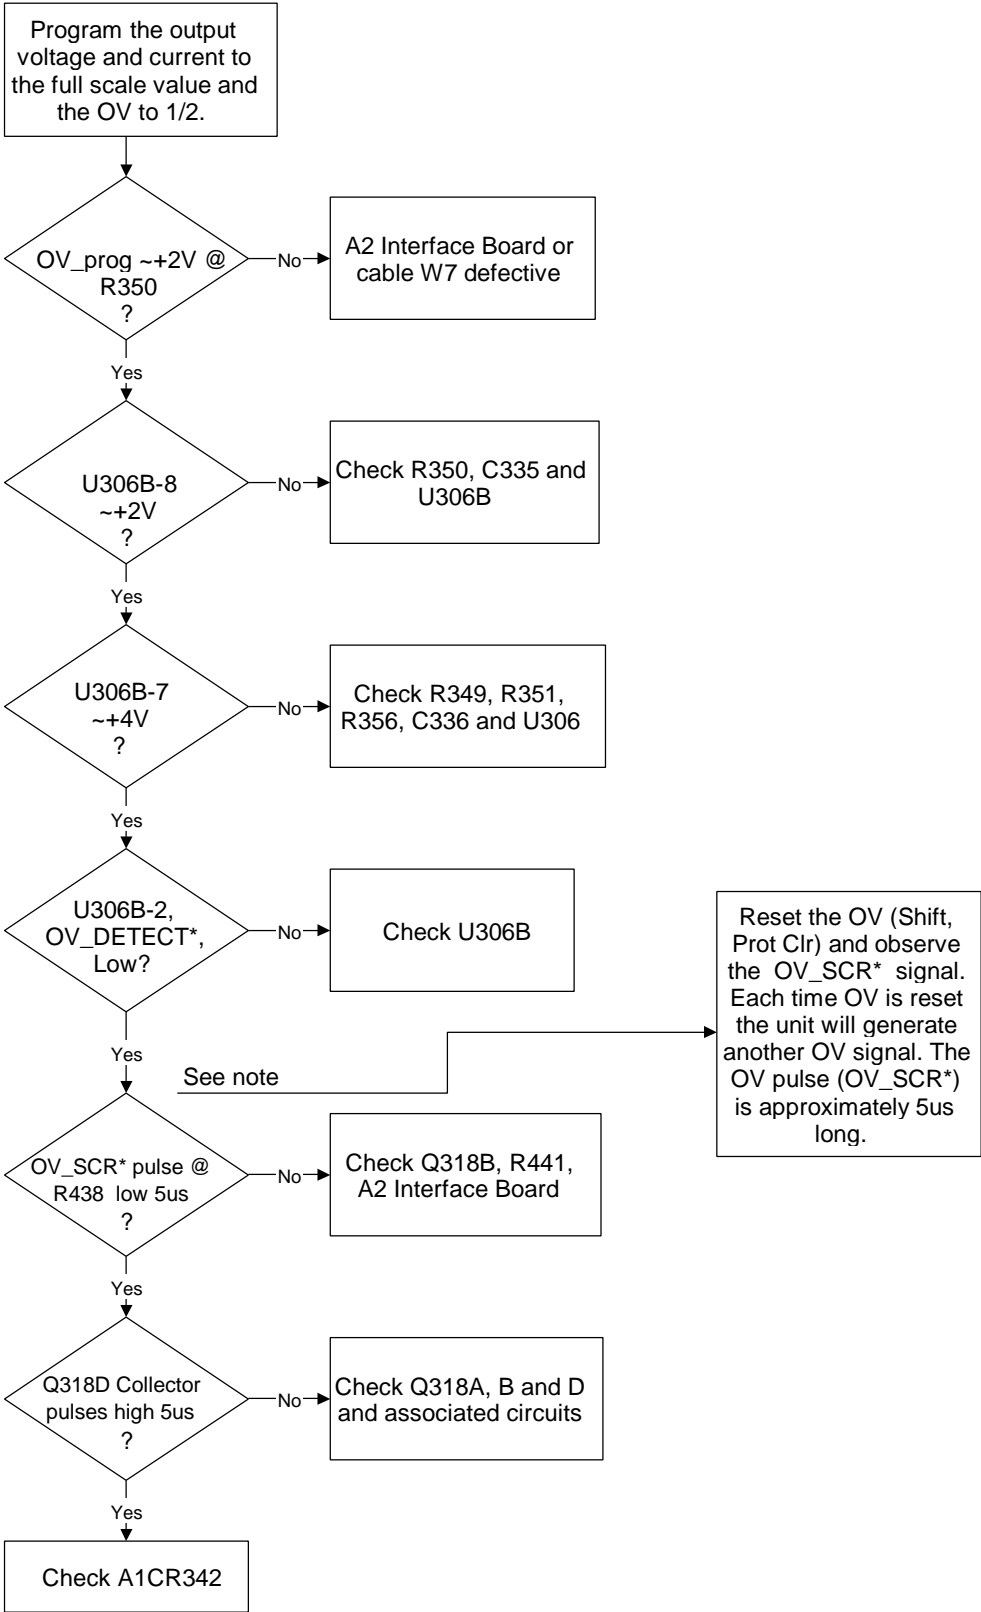 Program the output
voltage and current to
the full scale value and
the OV to 1/2.
OV_prog ~+2V @
R350
?
No
A2 Interface Board or
cable W7 defective
Yes
U306B-8
~+2V
?
No
Check R350, C335 and
U306B
Yes
U306B-7
~+4V
?
No
Check R349, R351,
R356, C336 and U306
Yes
U306B-2,
OV_DETECT*,
Low?
No
Check U306B
Yes
See note
Reset the OV (Shift,
Prot Clr) and observe
the OV_SCR* signal.
Each time OV is reset
the unit will generate
another OV signal. The
OV pulse (OV_SCR*)
is approximately 5us
long.
OV_SCR* pulse @
R438 low 5us
?
No
Check Q318B, R441,
A2 Interface Board
Yes
Q318D Collector
pulses high 5us
?
No
Check Q318A, B and D
and associated circuits
Yes
Check A1CR342